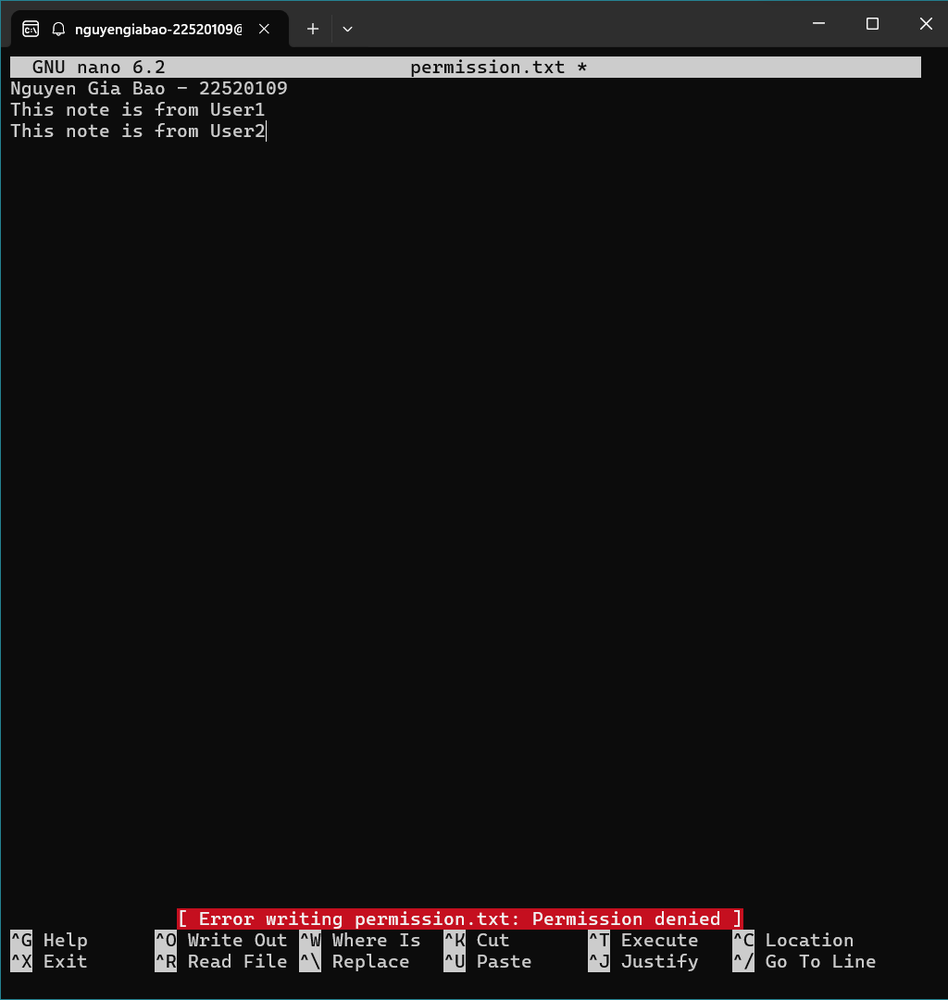 nguyengiabao-22520109@
GNU nano 6.2 permission.txt *
Nguyen Gia Bao - 22520109
This note is from User1
This note is from User2
[ Error writing permission.txt: Permission denied ]
^G Help ^O Write Out ^W Where Is ^K Cut ^T Execute ^C Location
^X Exit ^R Read File ^\ Replace ^U Paste ^J Justify ^/ Go To Line